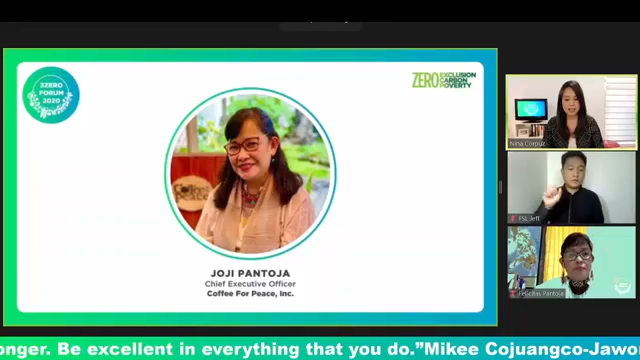 3ZERO
FORUM
2020
ZERO EXCLUSION
CARBON
POVERTY
JOJI PANTOJA
Chief Executive Officer
Coffee For Peace, Inc.
Nina Corpuz
FSL Jeff
Felicitas Pantoja
onger. Be excellent in everything that you do.”Mikee Cojuangco-Jawo